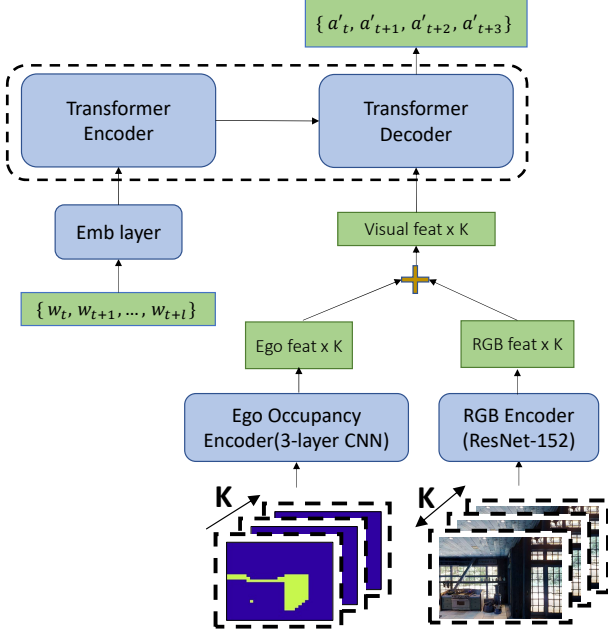 { a′ₜ, a′ₜ₊₁, a′ₜ₊₂, a′ₜ₊₃}
Transformer
Encoder
Transformer
Decoder
Emb layer
Visual feat x K
{ wₜ, wₜ₊₁, ..., wₜ₊ₗ}
Ego feat x K
RGB feat x K
Ego Occupancy
Encoder(3-layer CNN)
RGB Encoder
(ResNet-152)
K
K